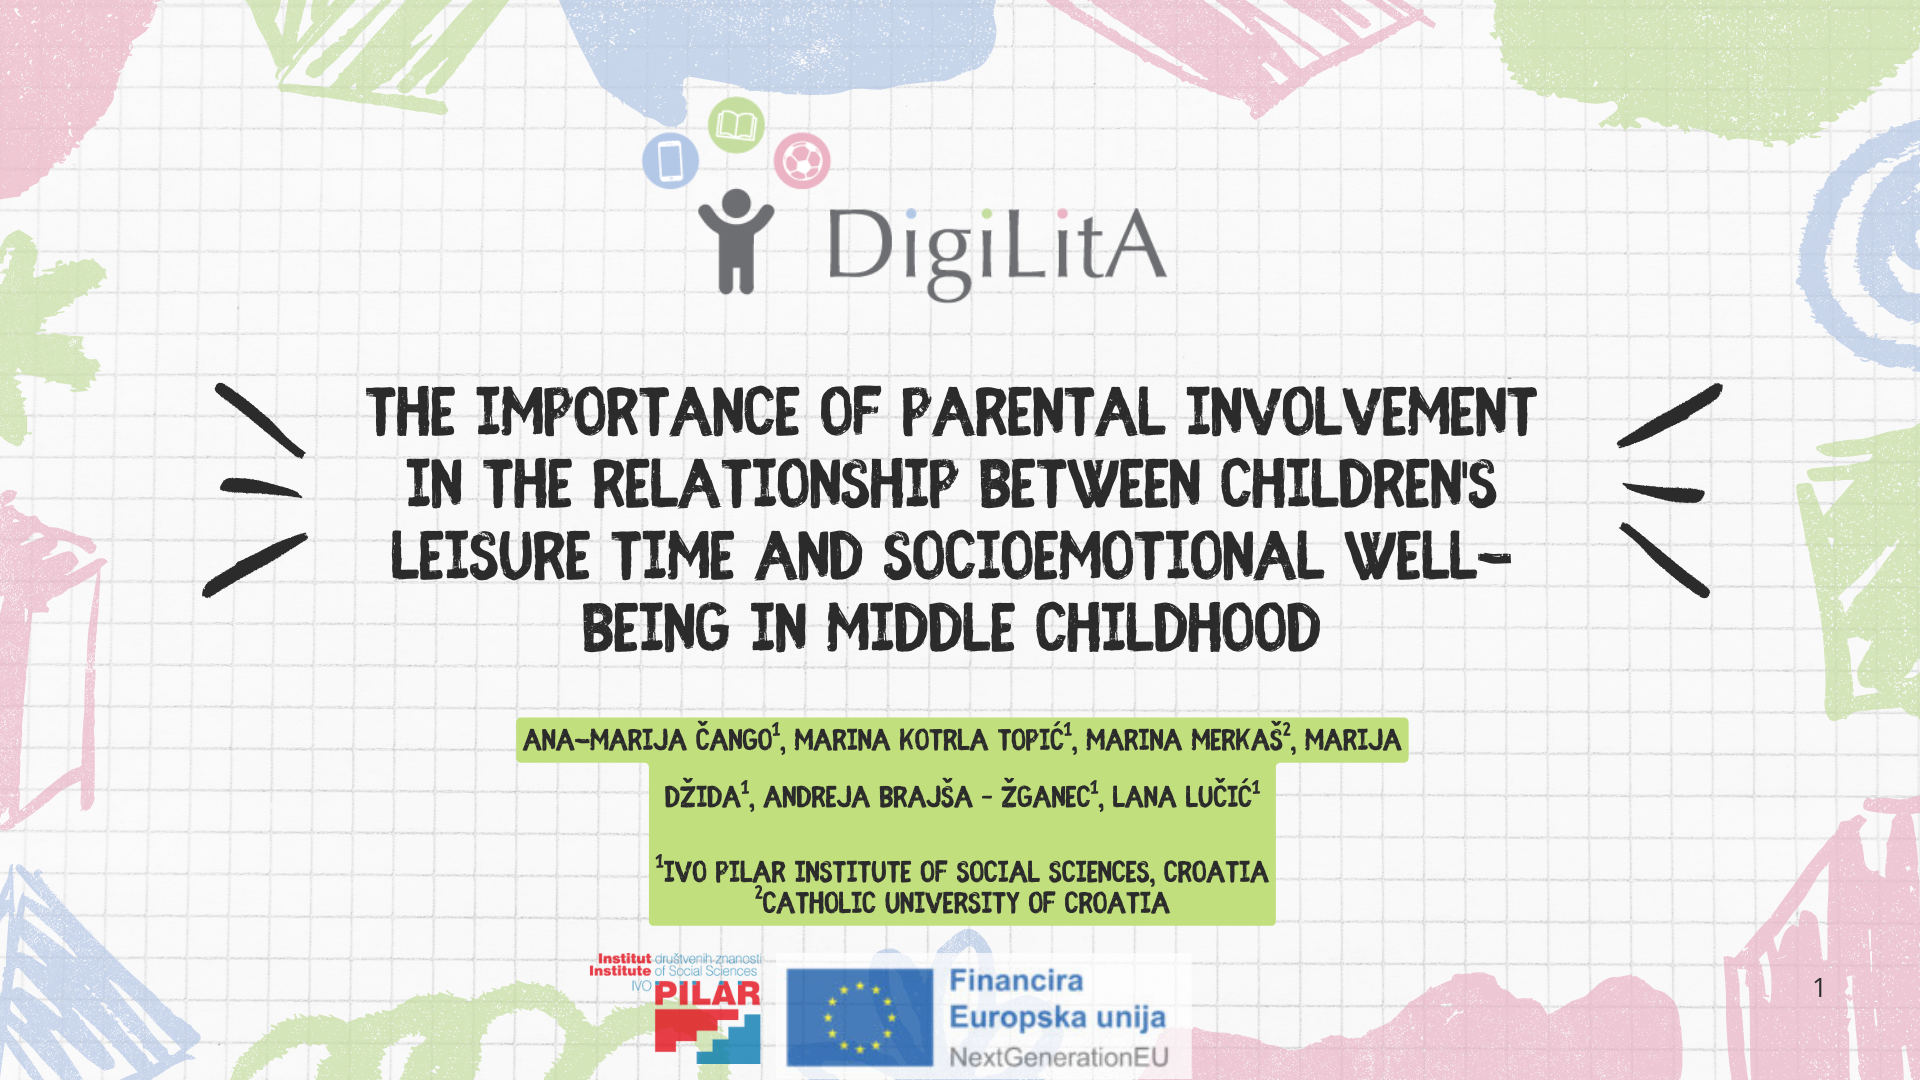 DigiLitA
THE IMPORTANCE OF PARENTAL INVOLVEMENT
IN THE RELATIONSHIP BETWEEN CHILDREN'S
LEISURE TIME AND SOCIOEMOTIONAL WELL-
BEING IN MIDDLE CHILDHOOD
ANA-MARIJA ČANGO¹, MARINA KOTRLA TOPIĆ¹, MARINA MERKAŠ², MARIJA
DŽIDA¹, ANDREJA BRAJŠA - ŽGANEC¹, LANA LUČIĆ¹
¹IVO PILAR INSTITUTE OF SOCIAL SCIENCES, CROATIA
²CATHOLIC UNIVERSITY OF CROATIA
Institut društvenih znanosti
Institute of Social Sciences
IVO PILAR
Financira
Europska unija
NextGenerationEU
1